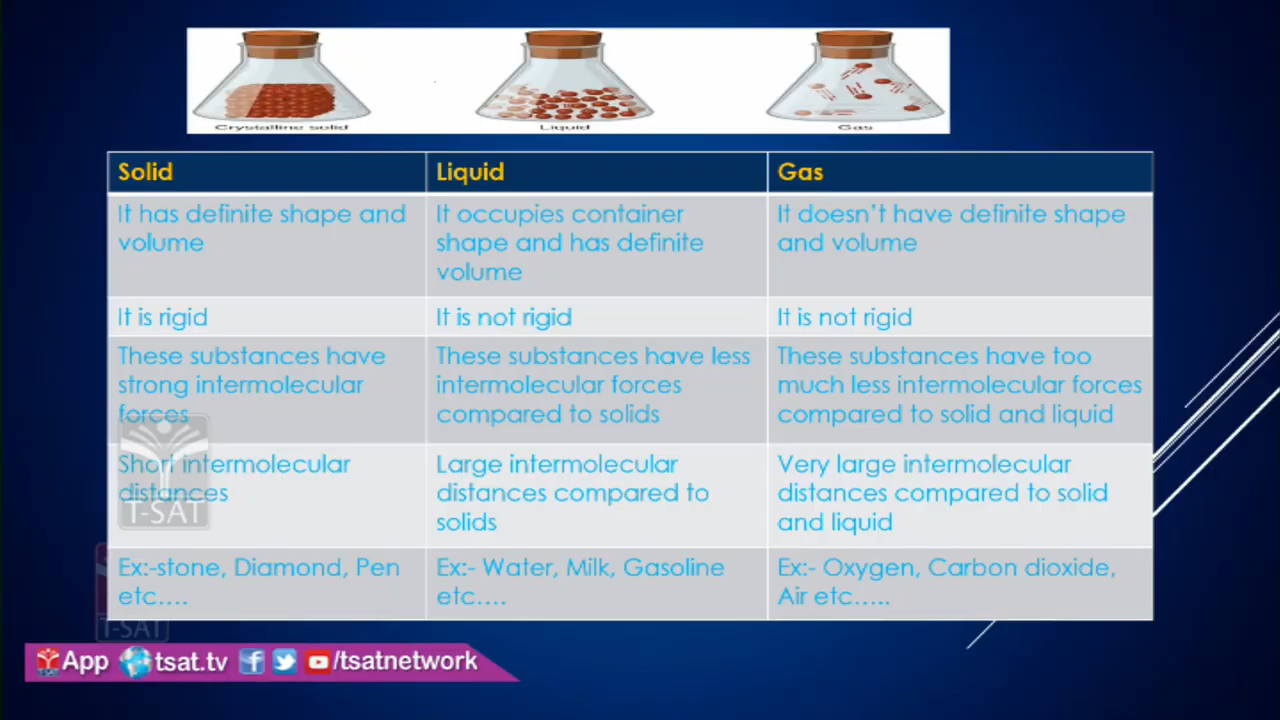 Crystalline solid
Liquid
Gas
Solid
Liquid
Gas
It has definite shape and
volume
It occupies container
shape and has definite
volume
It doesn't have definite shape
and volume
It is rigid
It is not rigid
It is not rigid
These substances have
strong intermolecular
forces
These substances have less
intermolecular forces
compared to solids
These substances have too
much less intermolecular forces
compared to solid and liquid
Short intermolecular
distances
Large intermolecular
distances compared to
solids
Very large intermolecular
distances compared to solid
and liquid
Ex:-stone, Diamond, Pen
etc....
Ex:- Water, Milk, Gasoline
etc....
Ex:- Oxygen, Carbon dioxide,
Air etc.....
T-SAT
T-SAT
App tsat.tv /tsatnetwork